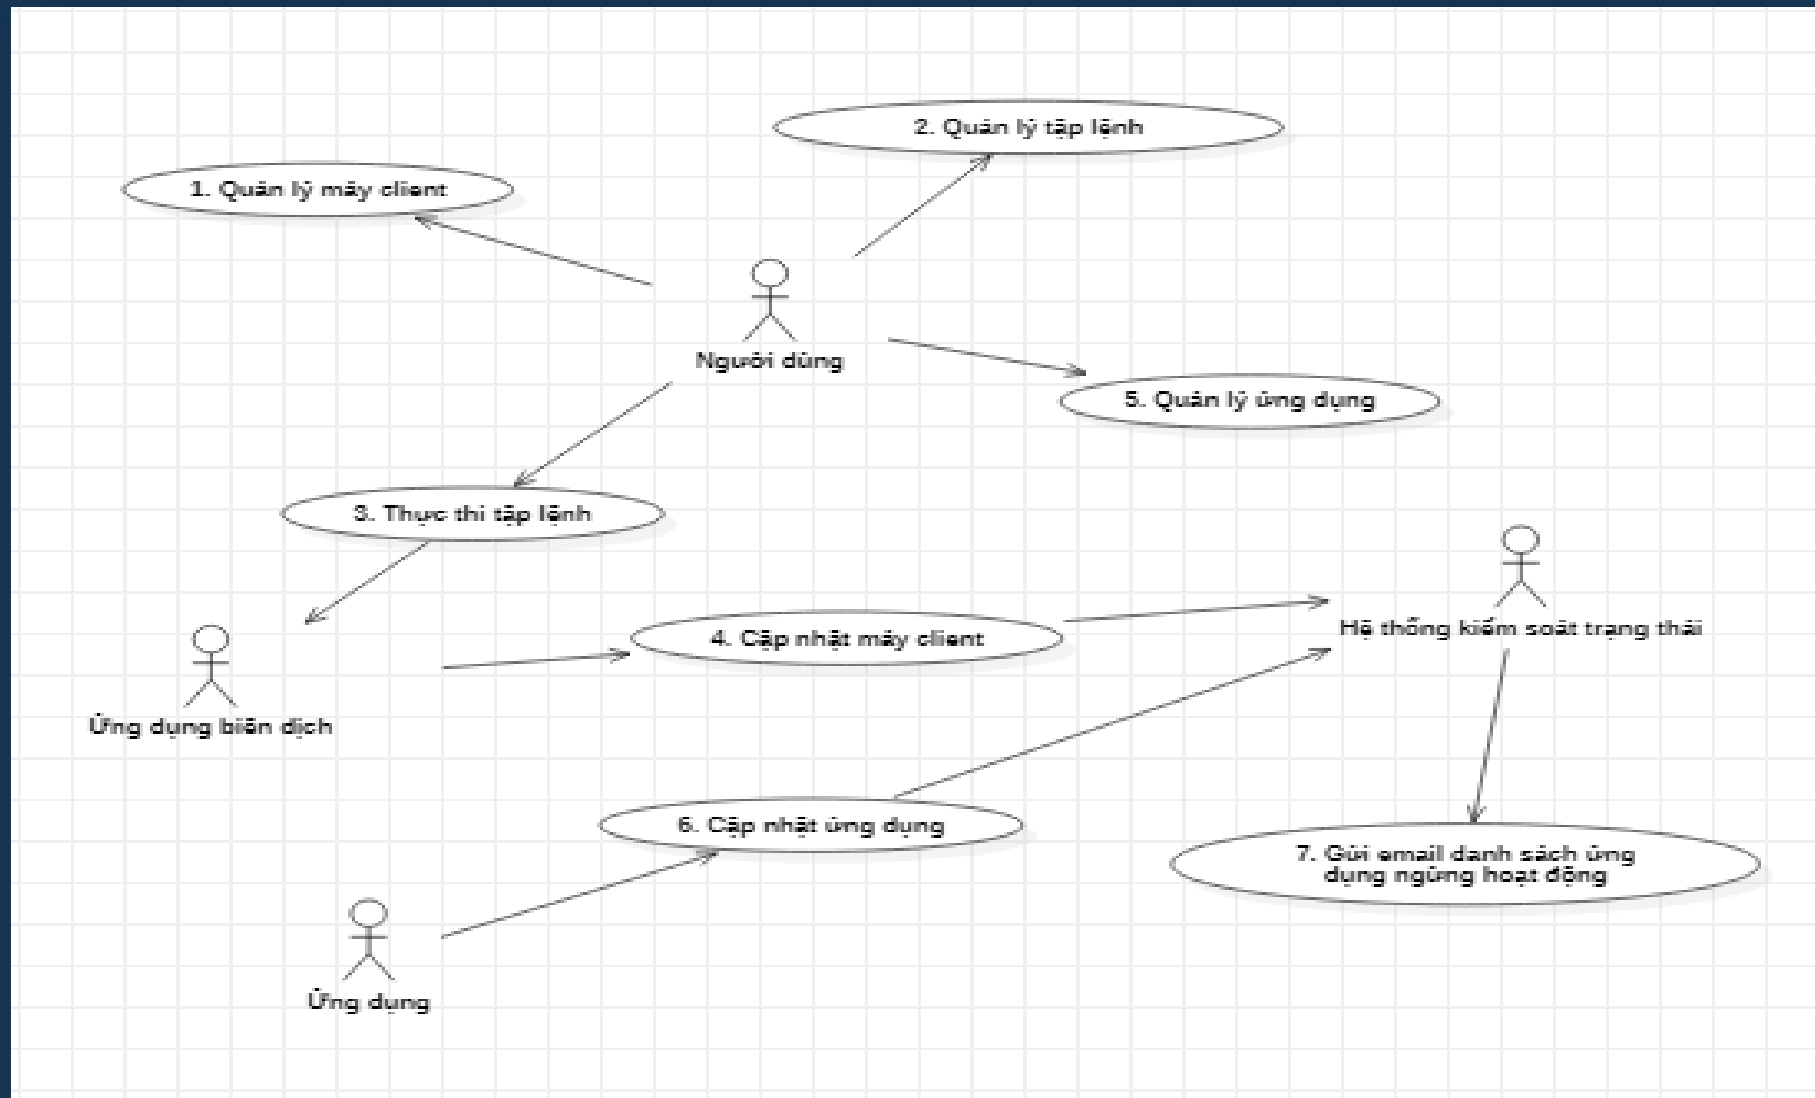 2. Quản lý tập lệnh
1. Quản lý máy client
Người dùng
5. Quản lý ứng dụng
3. Thực thi tập lệnh
4. Cập nhật máy client
Hệ thống kiểm soát trạng thái
Ứng dụng biên dịch
6. Cập nhật ứng dụng
7. Gửi email danh sách ứng
dụng ngừng hoạt động
Ứng dụng